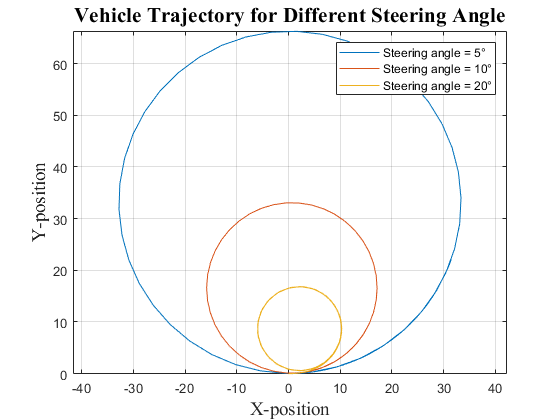 Vehicle Trajectory for Different Steering Angle
Steering angle = 5°
Steering angle = 10°
Steering angle = 20°
Y-position
60
50
40
30
20
10
0
-40 -30 -20 -10 0 10 20 30 40
X-position